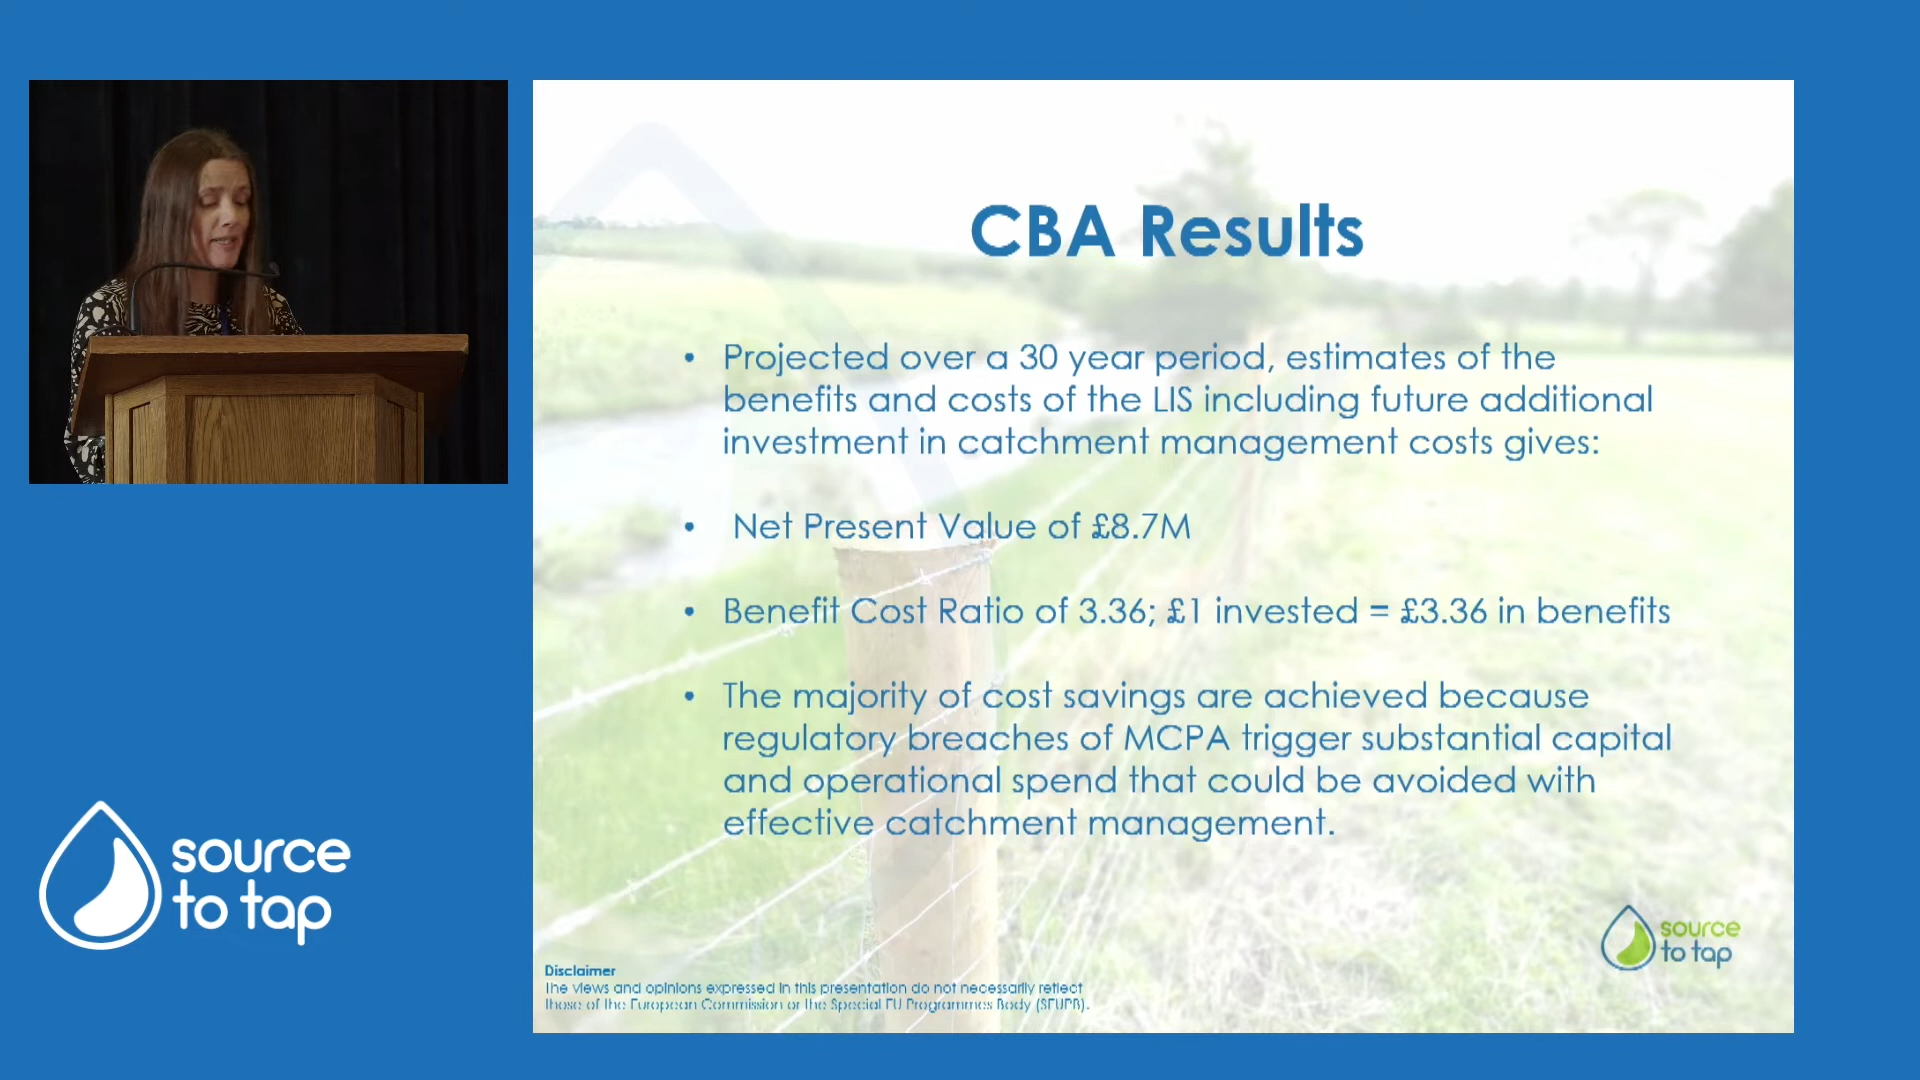 CBA Results
• Projected over a 30 year period, estimates of the
benefits and costs of the LIS including future additional
investment in catchment management costs gives:
• Net Present Value of £8.7M
• Benefit Cost Ratio of 3.36; £1 invested = £3.36 in benefits
• The majority of cost savings are achieved because
regulatory breaches of MCPA trigger substantial capital
and operational spend that could be avoided with
effective catchment management.
source
to tap
source
to tap
Disclaimer
The views and opinions expressed in this presentation do not necessarily reflect
those of the European Commission or the Special EU Programmes Body (SEUPB).